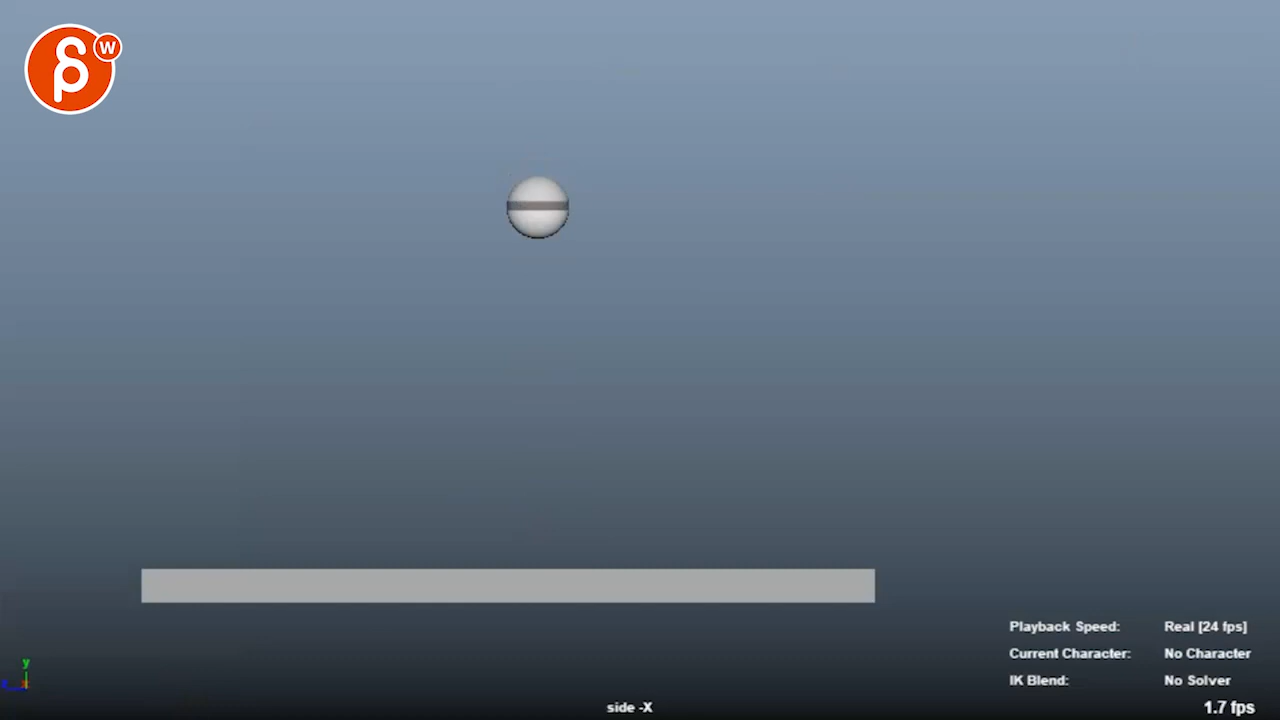 W
Playback Speed: Real [24 fps]
Current Character: No Character
IK Blend: No Solver
y
side -X
1.7 fps